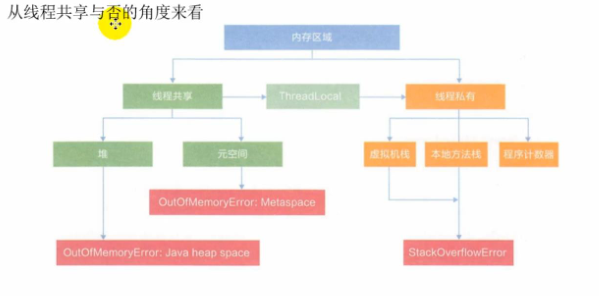 从线程共享与否的角度来看
内存区域
线程共享
ThreadLocal
线程私有
堆
元空间
虚拟机栈
本地方法栈
程序计数器
OutOfMemoryError: Metaspace
OutOfMemoryError: Java heap space
StackOverflowError